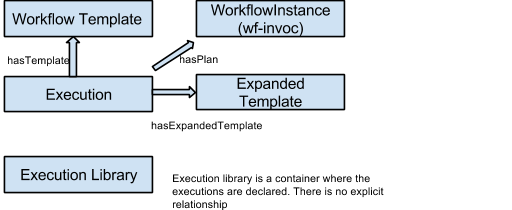 Workflow Template
WorkflowInstance
(wf-invoc)
hasTemplate
hasPlan
Execution
Expanded
Template
hasExpandedTemplate
Execution Library
Execution library is a container where the
executions are declared. There is no explicit
relationship